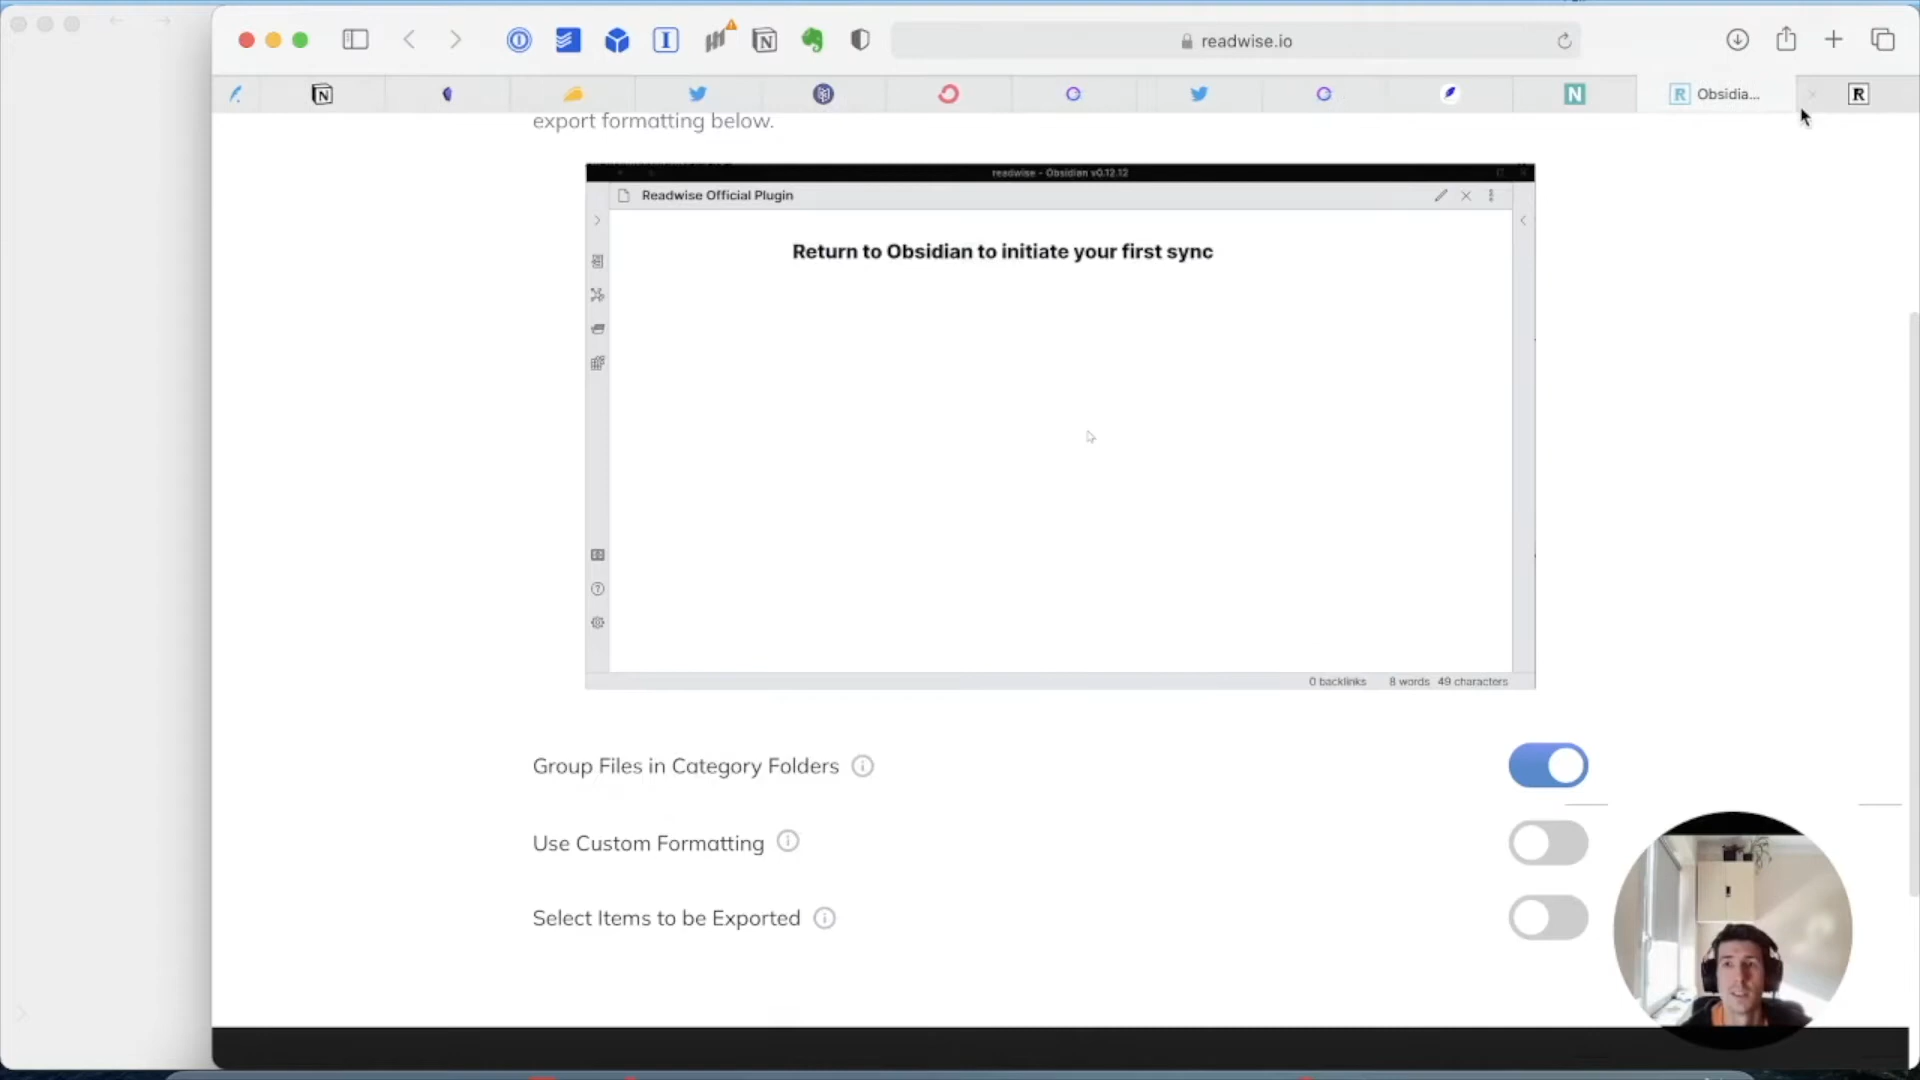 readwise.io
Obsidia...
export formatting below.
readwise - Obsidian v0.12.12
Readwise Official Plugin
Return to Obsidian to initiate your first sync
0 backlinks 8 words 49 characters
Group Files in Category Folders
Use Custom Formatting
Select Items to be Exported